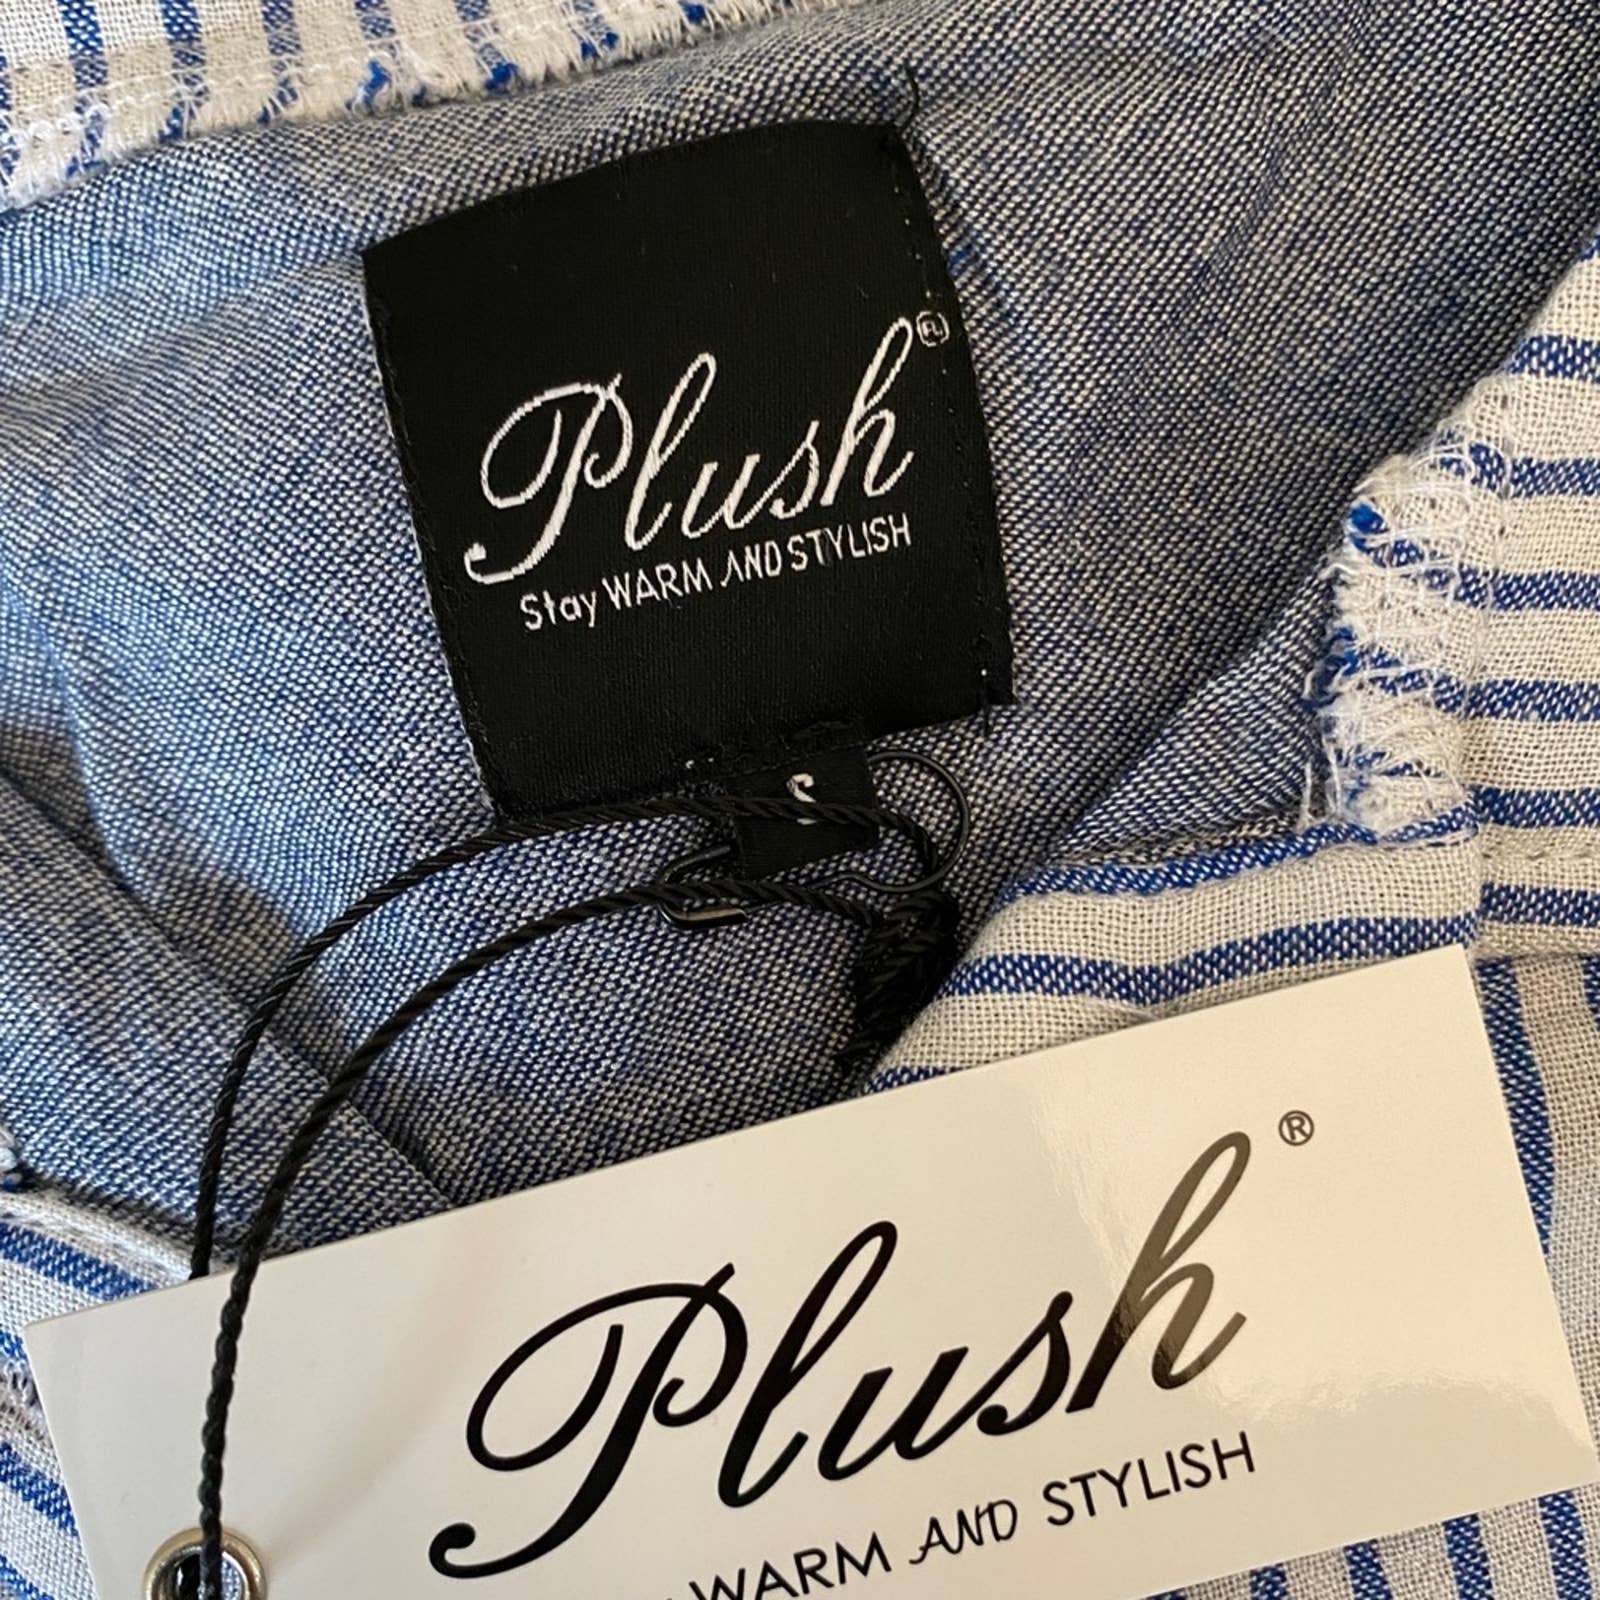 Plush
Stay WARM AND STYLISH
S
Plush®
WARM AND STYLISH